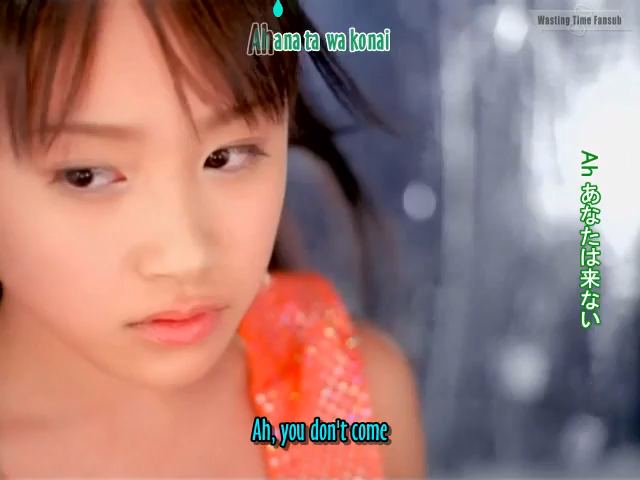 Wasting Time Fansub
Ah ana ta wa konai
Ah あなたは来ない
Ah, you don't come